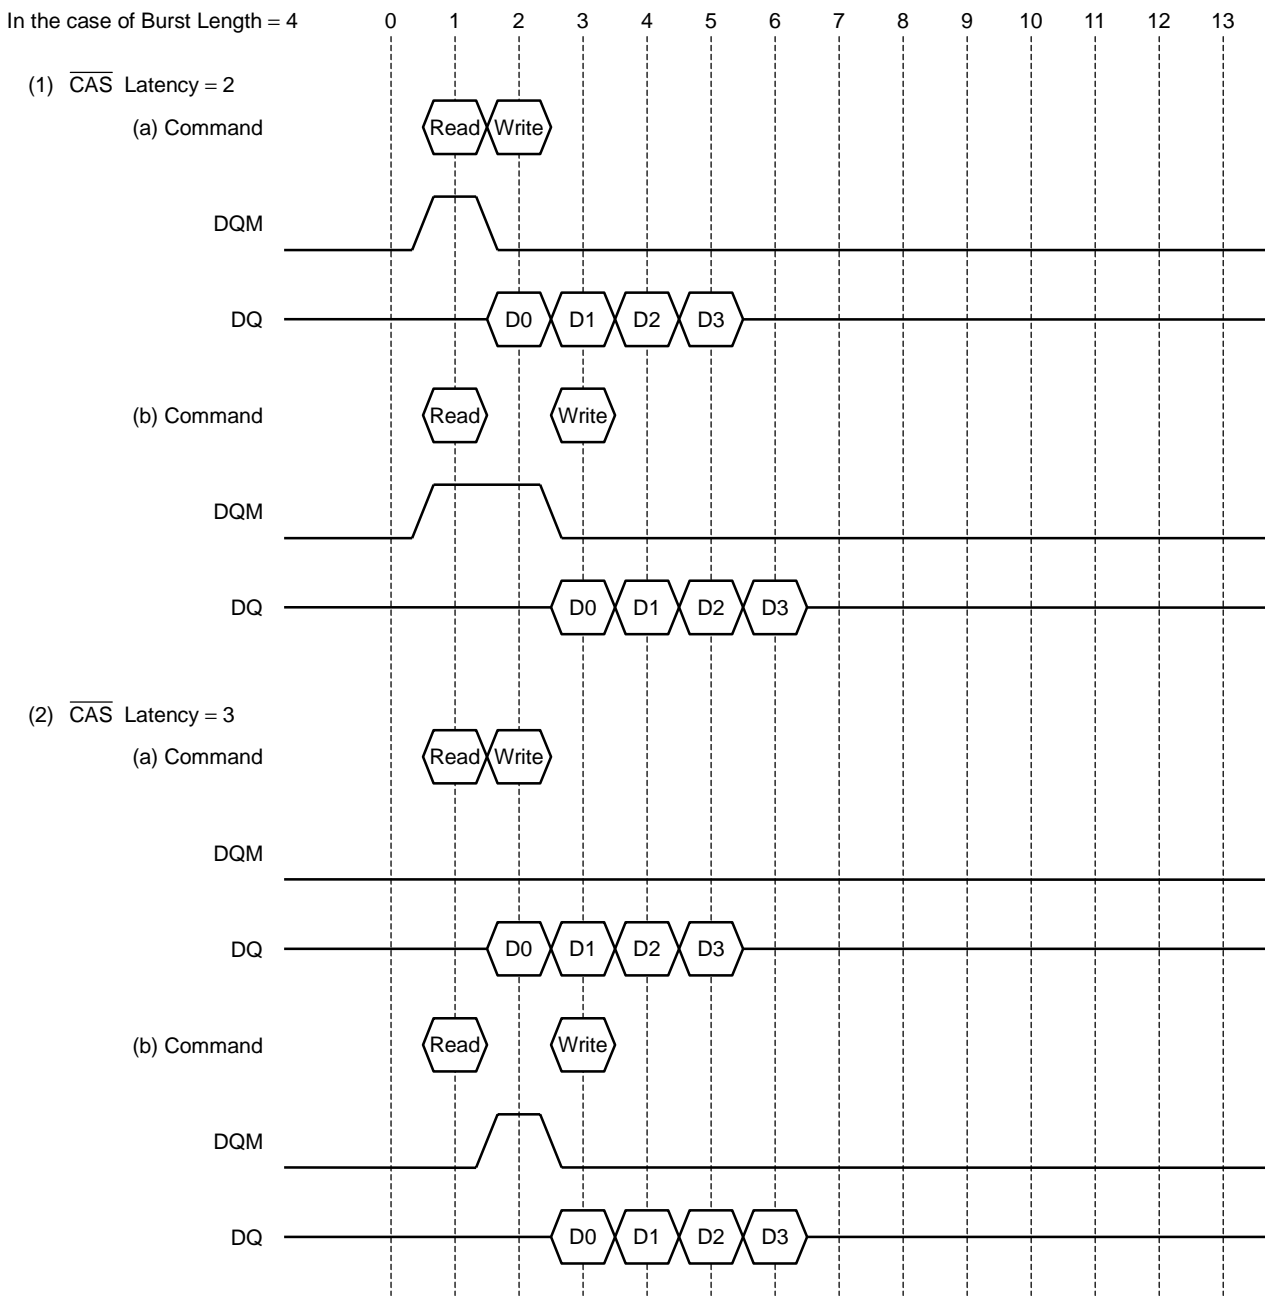 In the case of Burst Length = 4 0 1 2 3 4 5 6 7 8 9 10 11 12 13
(1) CAS Latency = 2
(a) Command Read Write
DQM
DQ D0 D1 D2 D3
(b) Command Read Write
DQM
DQ D0 D1 D2 D3
(2) CAS Latency = 3
(a) Command Read Write
DQM
DQ D0 D1 D2 D3
(b) Command Read Write
DQM
DQ D0 D1 D2 D3